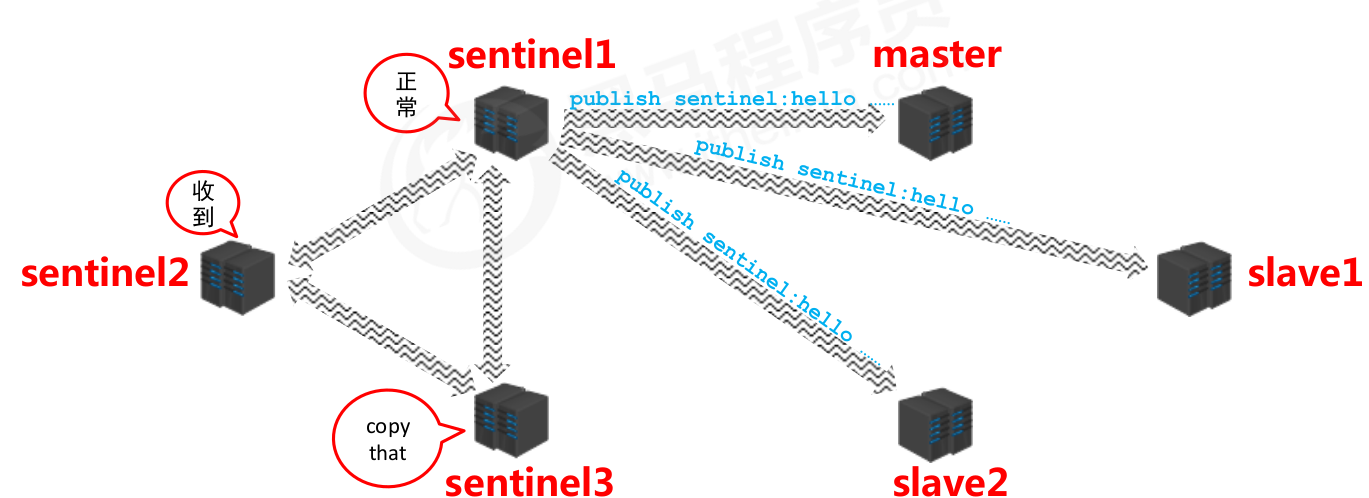 sentinel1
master
正
常
publish sentinel:hello ……
publish sentinel:hello ……
publish sentinel:hello ……
收
到
sentinel2
slave1
copy
that
sentinel3
slave2